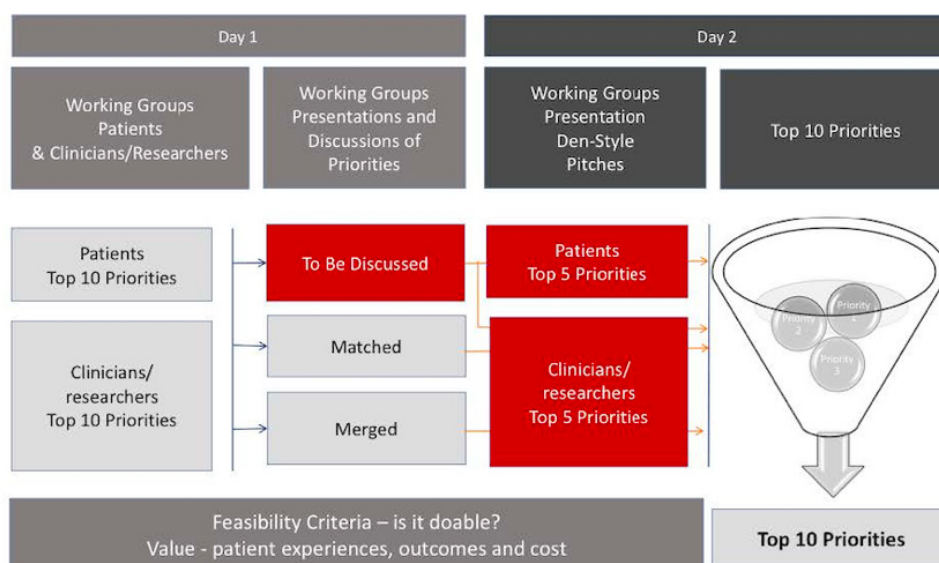 Day 1
Day 2
Working Groups
Patients
& Clinicians/Researchers
Working Groups
Presentations and
Discussions of
Priorities
Working Groups
Presentation
Den-Style
Pitches
Top 10 Priorities
Patients
Top 10 Priorities
To Be Discussed
Patients
Top 5 Priorities
Clinicians/
researchers
Top 10 Priorities
Matched
Merged
Clinicians/
researchers
Top 5 Priorities
Priority
1
Priority
2
Priority
3
Feasibility Criteria – is it doable?
Value - patient experiences, outcomes and cost
Top 10 Priorities